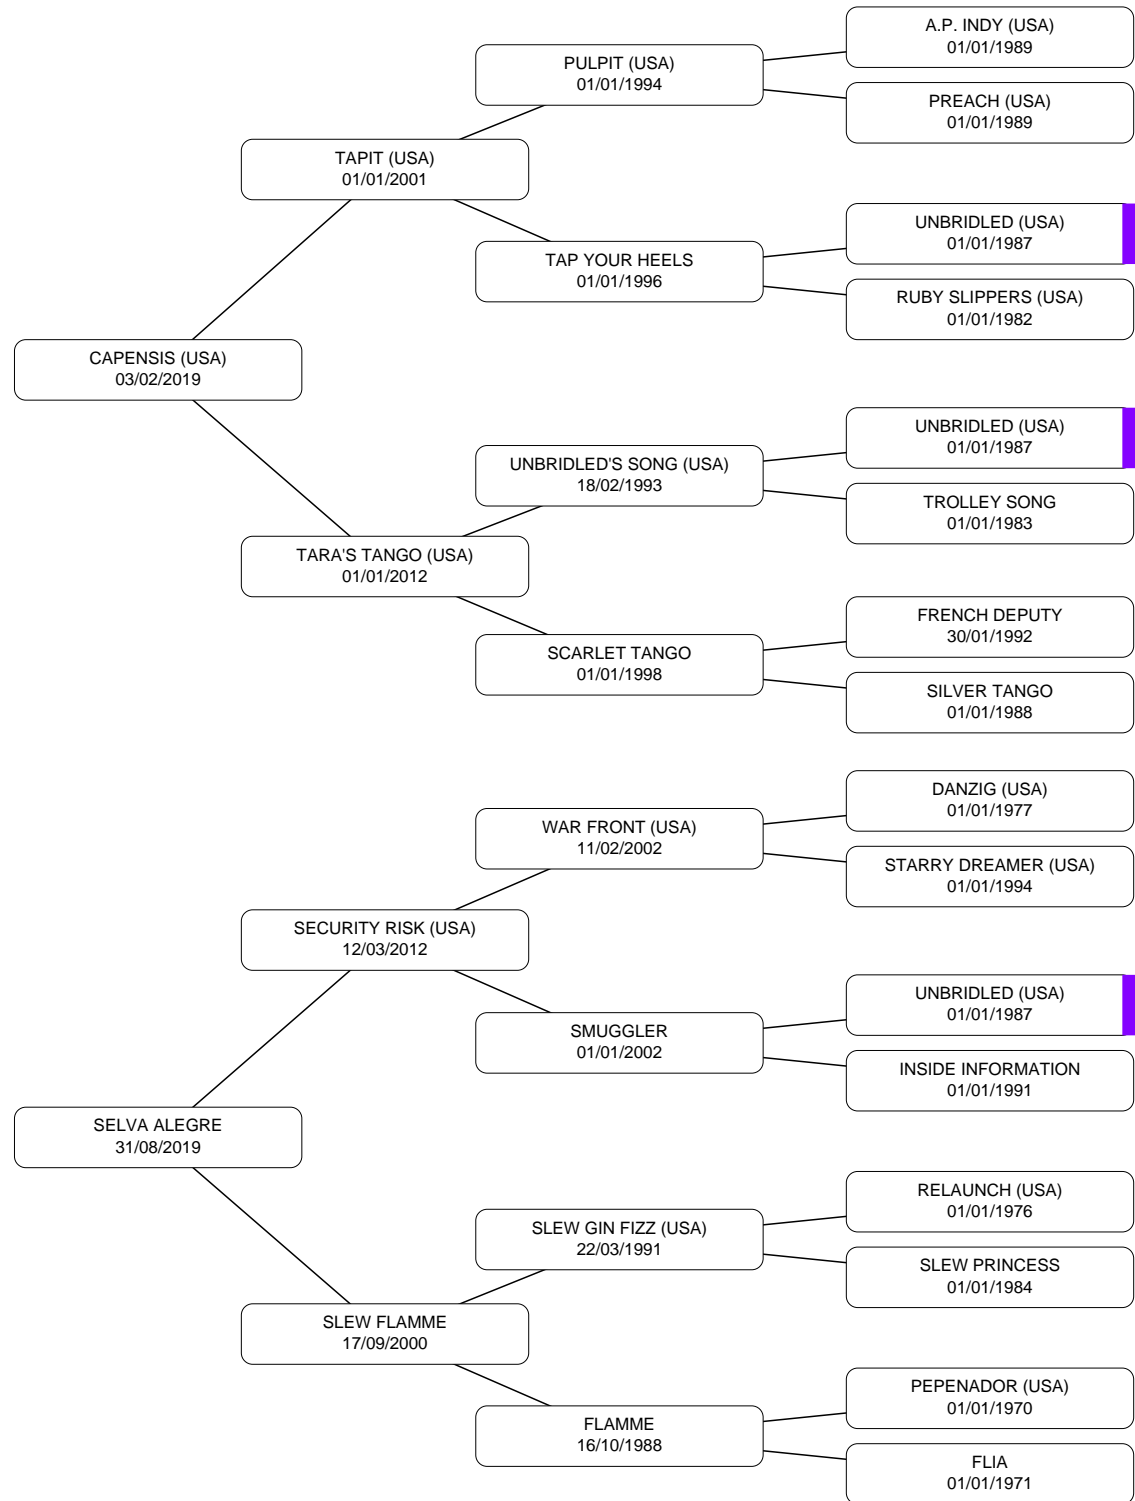 A.P. INDY (USA)
01/01/1989
PULPIT (USA)
01/01/1994
PREACH (USA)
01/01/1989
TAPIT (USA)
01/01/2001
UNBRIDLED (USA)
01/01/1987
TAP YOUR HEELS
01/01/1996
RUBY SLIPPERS (USA)
01/01/1982
CAPENSIS (USA)
03/02/2019
UNBRIDLED (USA)
01/01/1987
UNBRIDLED'S SONG (USA)
18/02/1993
TROLLEY SONG
01/01/1983
TARA'S TANGO (USA)
01/01/2012
FRENCH DEPUTY
30/01/1992
SCARLET TANGO
01/01/1998
SILVER TANGO
01/01/1988
DANZIG (USA)
01/01/1977
WAR FRONT (USA)
11/02/2002
STARRY DREAMER (USA)
01/01/1994
SECURITY RISK (USA)
12/03/2012
UNBRIDLED (USA)
01/01/1987
SMUGGLER
01/01/2002
INSIDE INFORMATION
01/01/1991
SELVA ALEGRE
31/08/2019
RELAUNCH (USA)
01/01/1976
SLEW GIN FIZZ (USA)
22/03/1991
SLEW PRINCESS
01/01/1984
SLEW FLAMME
17/09/2000
PEPENADOR (USA)
01/01/1970
FLAMME
16/10/1988
FLIA
01/01/1971